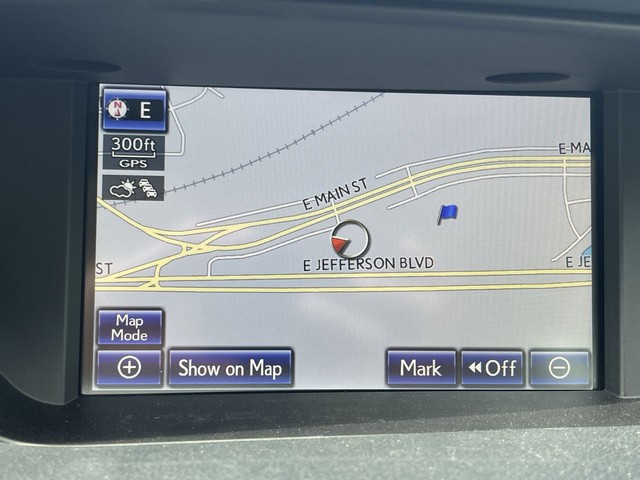 N E
300ft
GPS
E MAIN ST
E MA
ST
E JEFFERSON BLVD
E JE
Map
Mode
Show on Map
Mark
Off